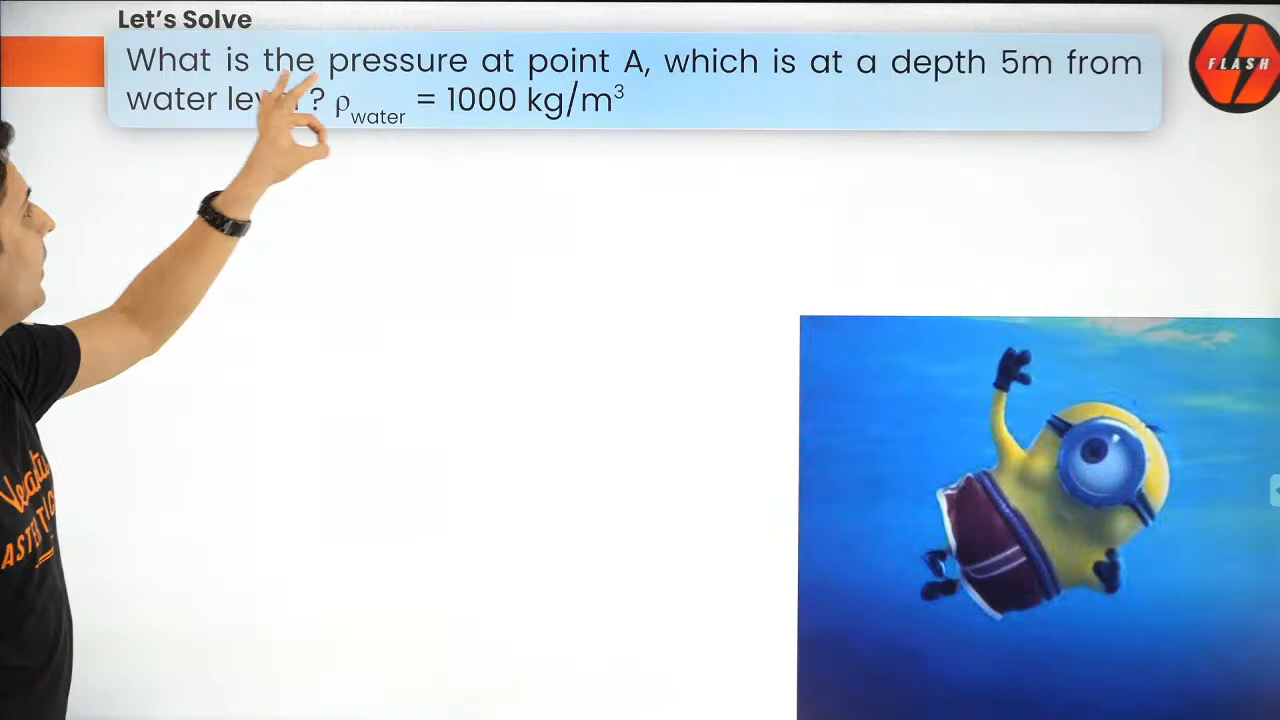 Let's Solve
What is the pressure at point A, which is at a depth 5m from
water level ? ρwater = 1000 kg/m³
FLASH